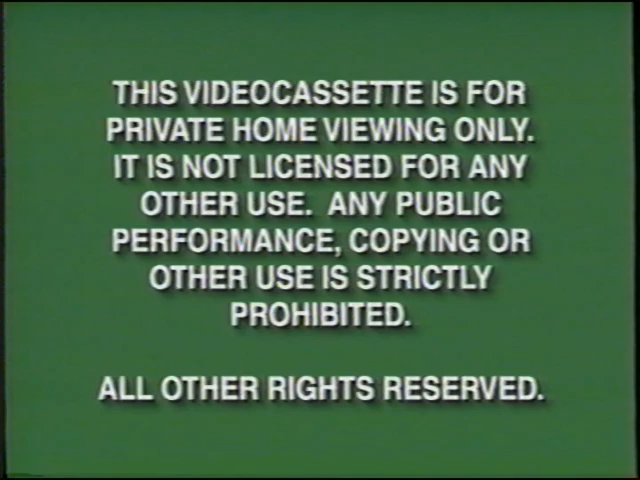 THIS VIDEOCASSETTE IS FOR
PRIVATE HOME VIEWING ONLY.
IT IS NOT LICENSED FOR ANY
OTHER USE.  ANY PUBLIC
PERFORMANCE, COPYING OR
OTHER USE IS STRICTLY
PROHIBITED.
ALL OTHER RIGHTS RESERVED.